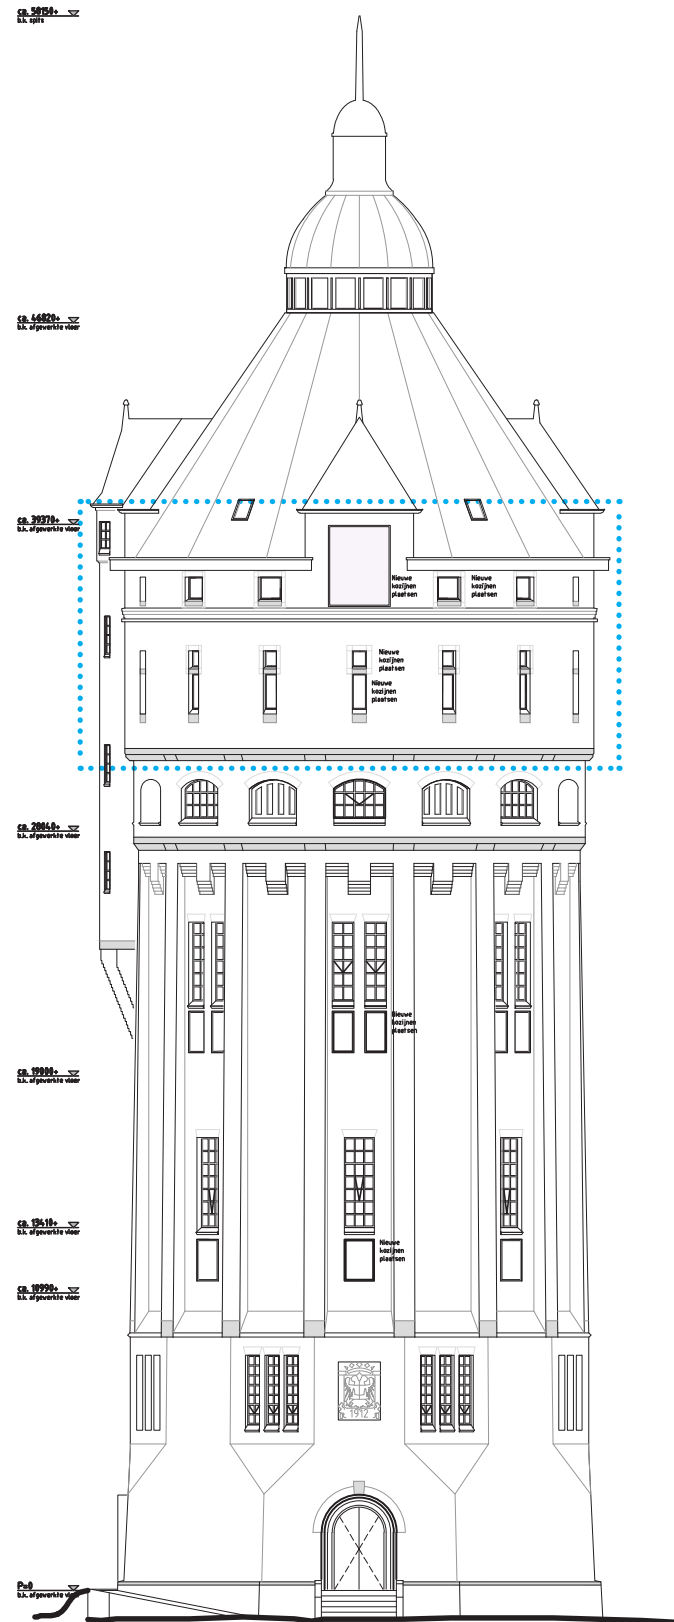 ca. 58150+
b.k. spits
ca. 46820+
b.k. afgewerkte vloer
ca. 39370+
b.k. afgewerkte vloer
Nieuwe
kozijnen
plaatsen
Nieuwe
kozijnen
plaatsen
Nieuwe
kozijnen
plaatsen
Nieuwe
kozijnen
plaatsen
ca. 28040+
b.k. afgewerkte vloer
Nieuwe
kozijnen
plaatsen
ca. 19000+
b.k. afgewerkte vloer
ca. 13410+
b.k. afgewerkte vloer
Nieuwe
kozijnen
plaatsen
ca. 10990+
b.k. afgewerkte vloer
1912
P=0
b.k. afgewerkte vloer